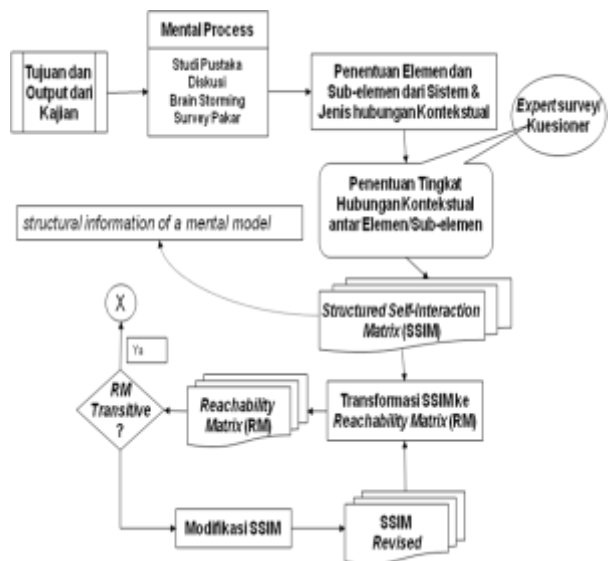 Tujuan dan
Output dari
Kajian
Mental Process
Studi Pustaka
Diskusi
Brain Storming
Survey Pakar
Penentuan Elemen dan
Sub-elemen dari Sistem &
Jenis hubungan Kontekstual
Expert survey/
Kuesioner
Penentuan Tingkat
Hubungan Kontekstual
antar Elemen/Sub-elemen
structural information of a mental model
Structured Self-Interaction
Matrix (SSIM)
X
Ya
RM
Transitive
?
Reachability
Matrix (RM)
Transformasi SSIM ke
Reachability Matrix (RM)
Modifikasi SSIM
SSIM
Revised